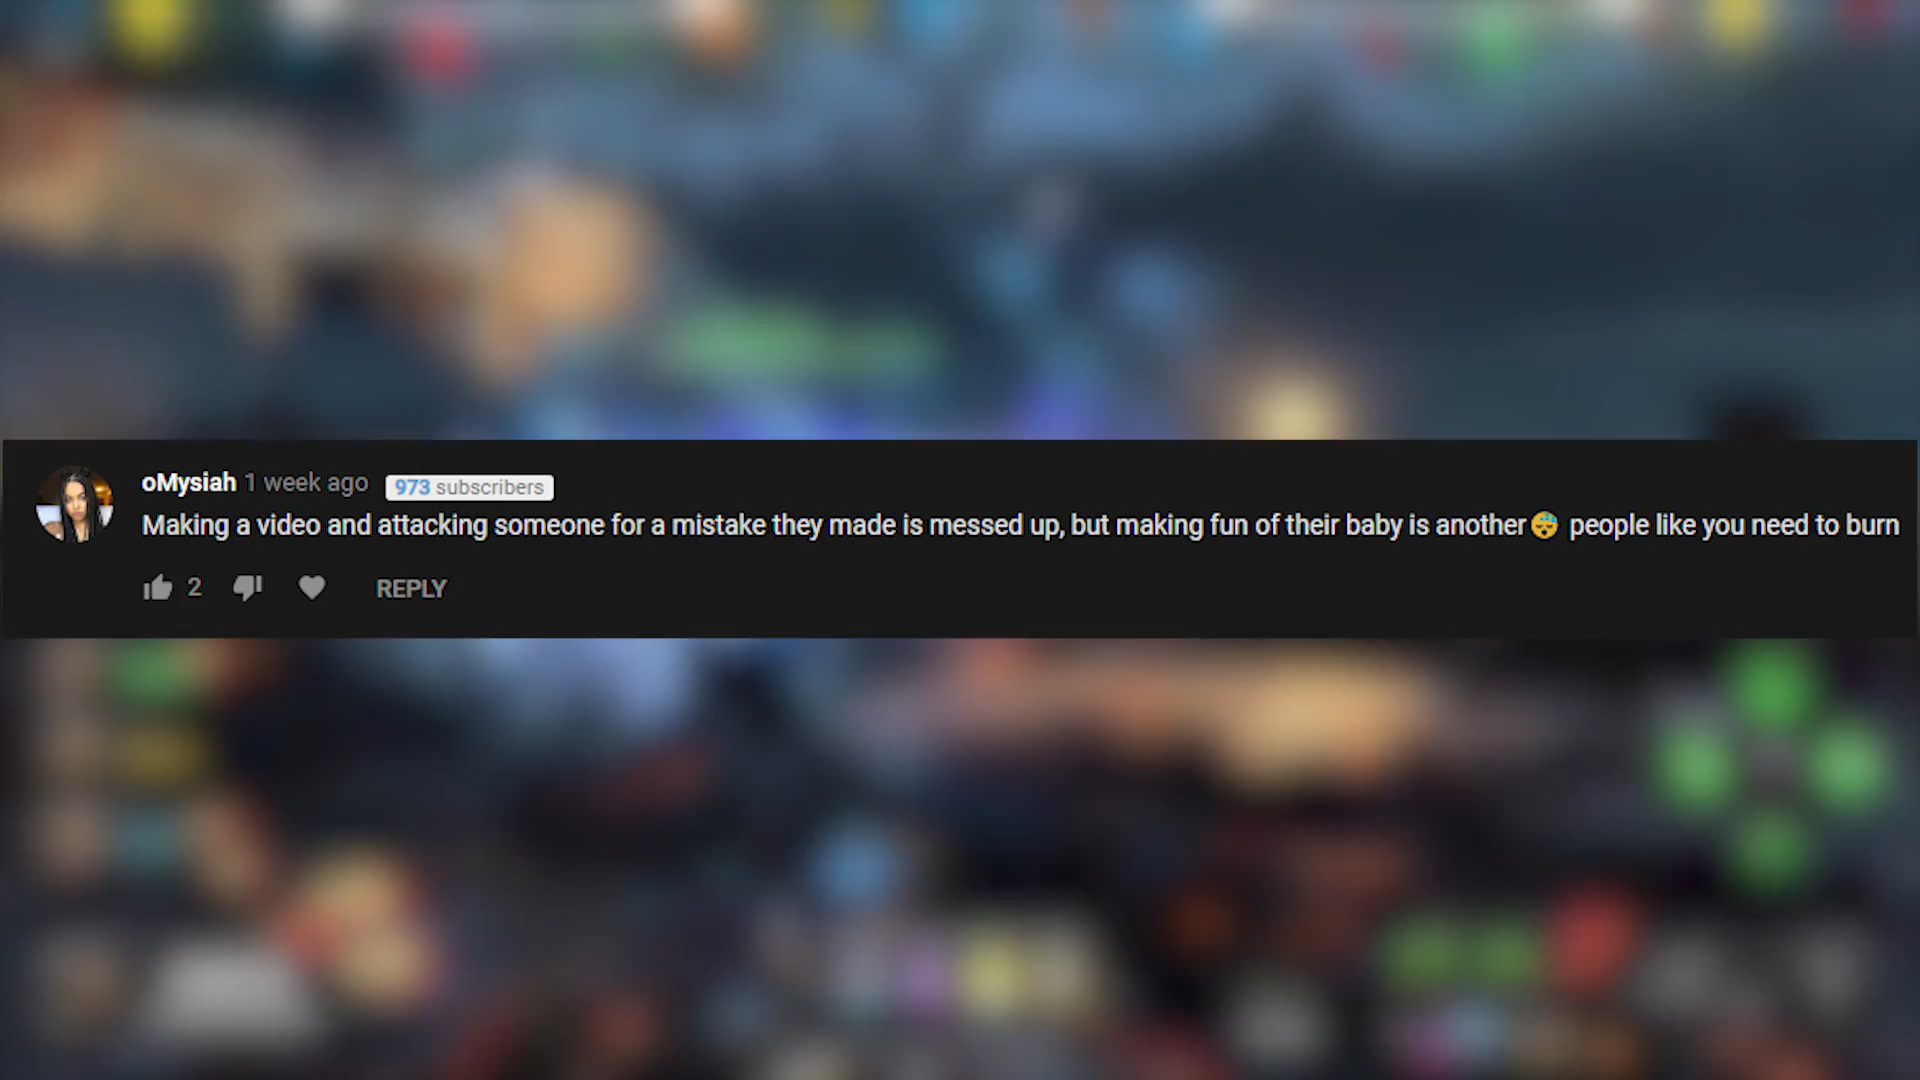 oMysiah 1 week ago 973 subscribers
Making a video and attacking someone for a mistake they made is messed up, but making fun of their baby is another😴 people like you need to burn
2 REPLY